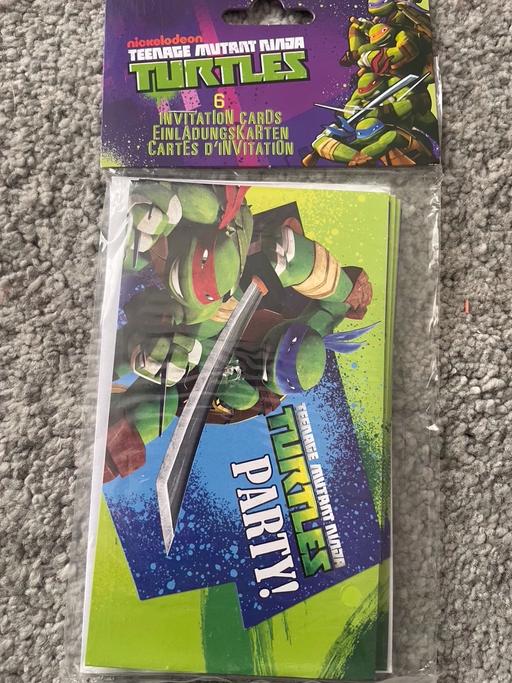 nickelodeon
TEENAGE MUTANT NINJA
TURTLES
6
INVITATION CARDS
EINLADUNGSKARTEN
CARTES D'INVITATION
TEENAGE MUTANT NINJA
TURTLES
PARTY!